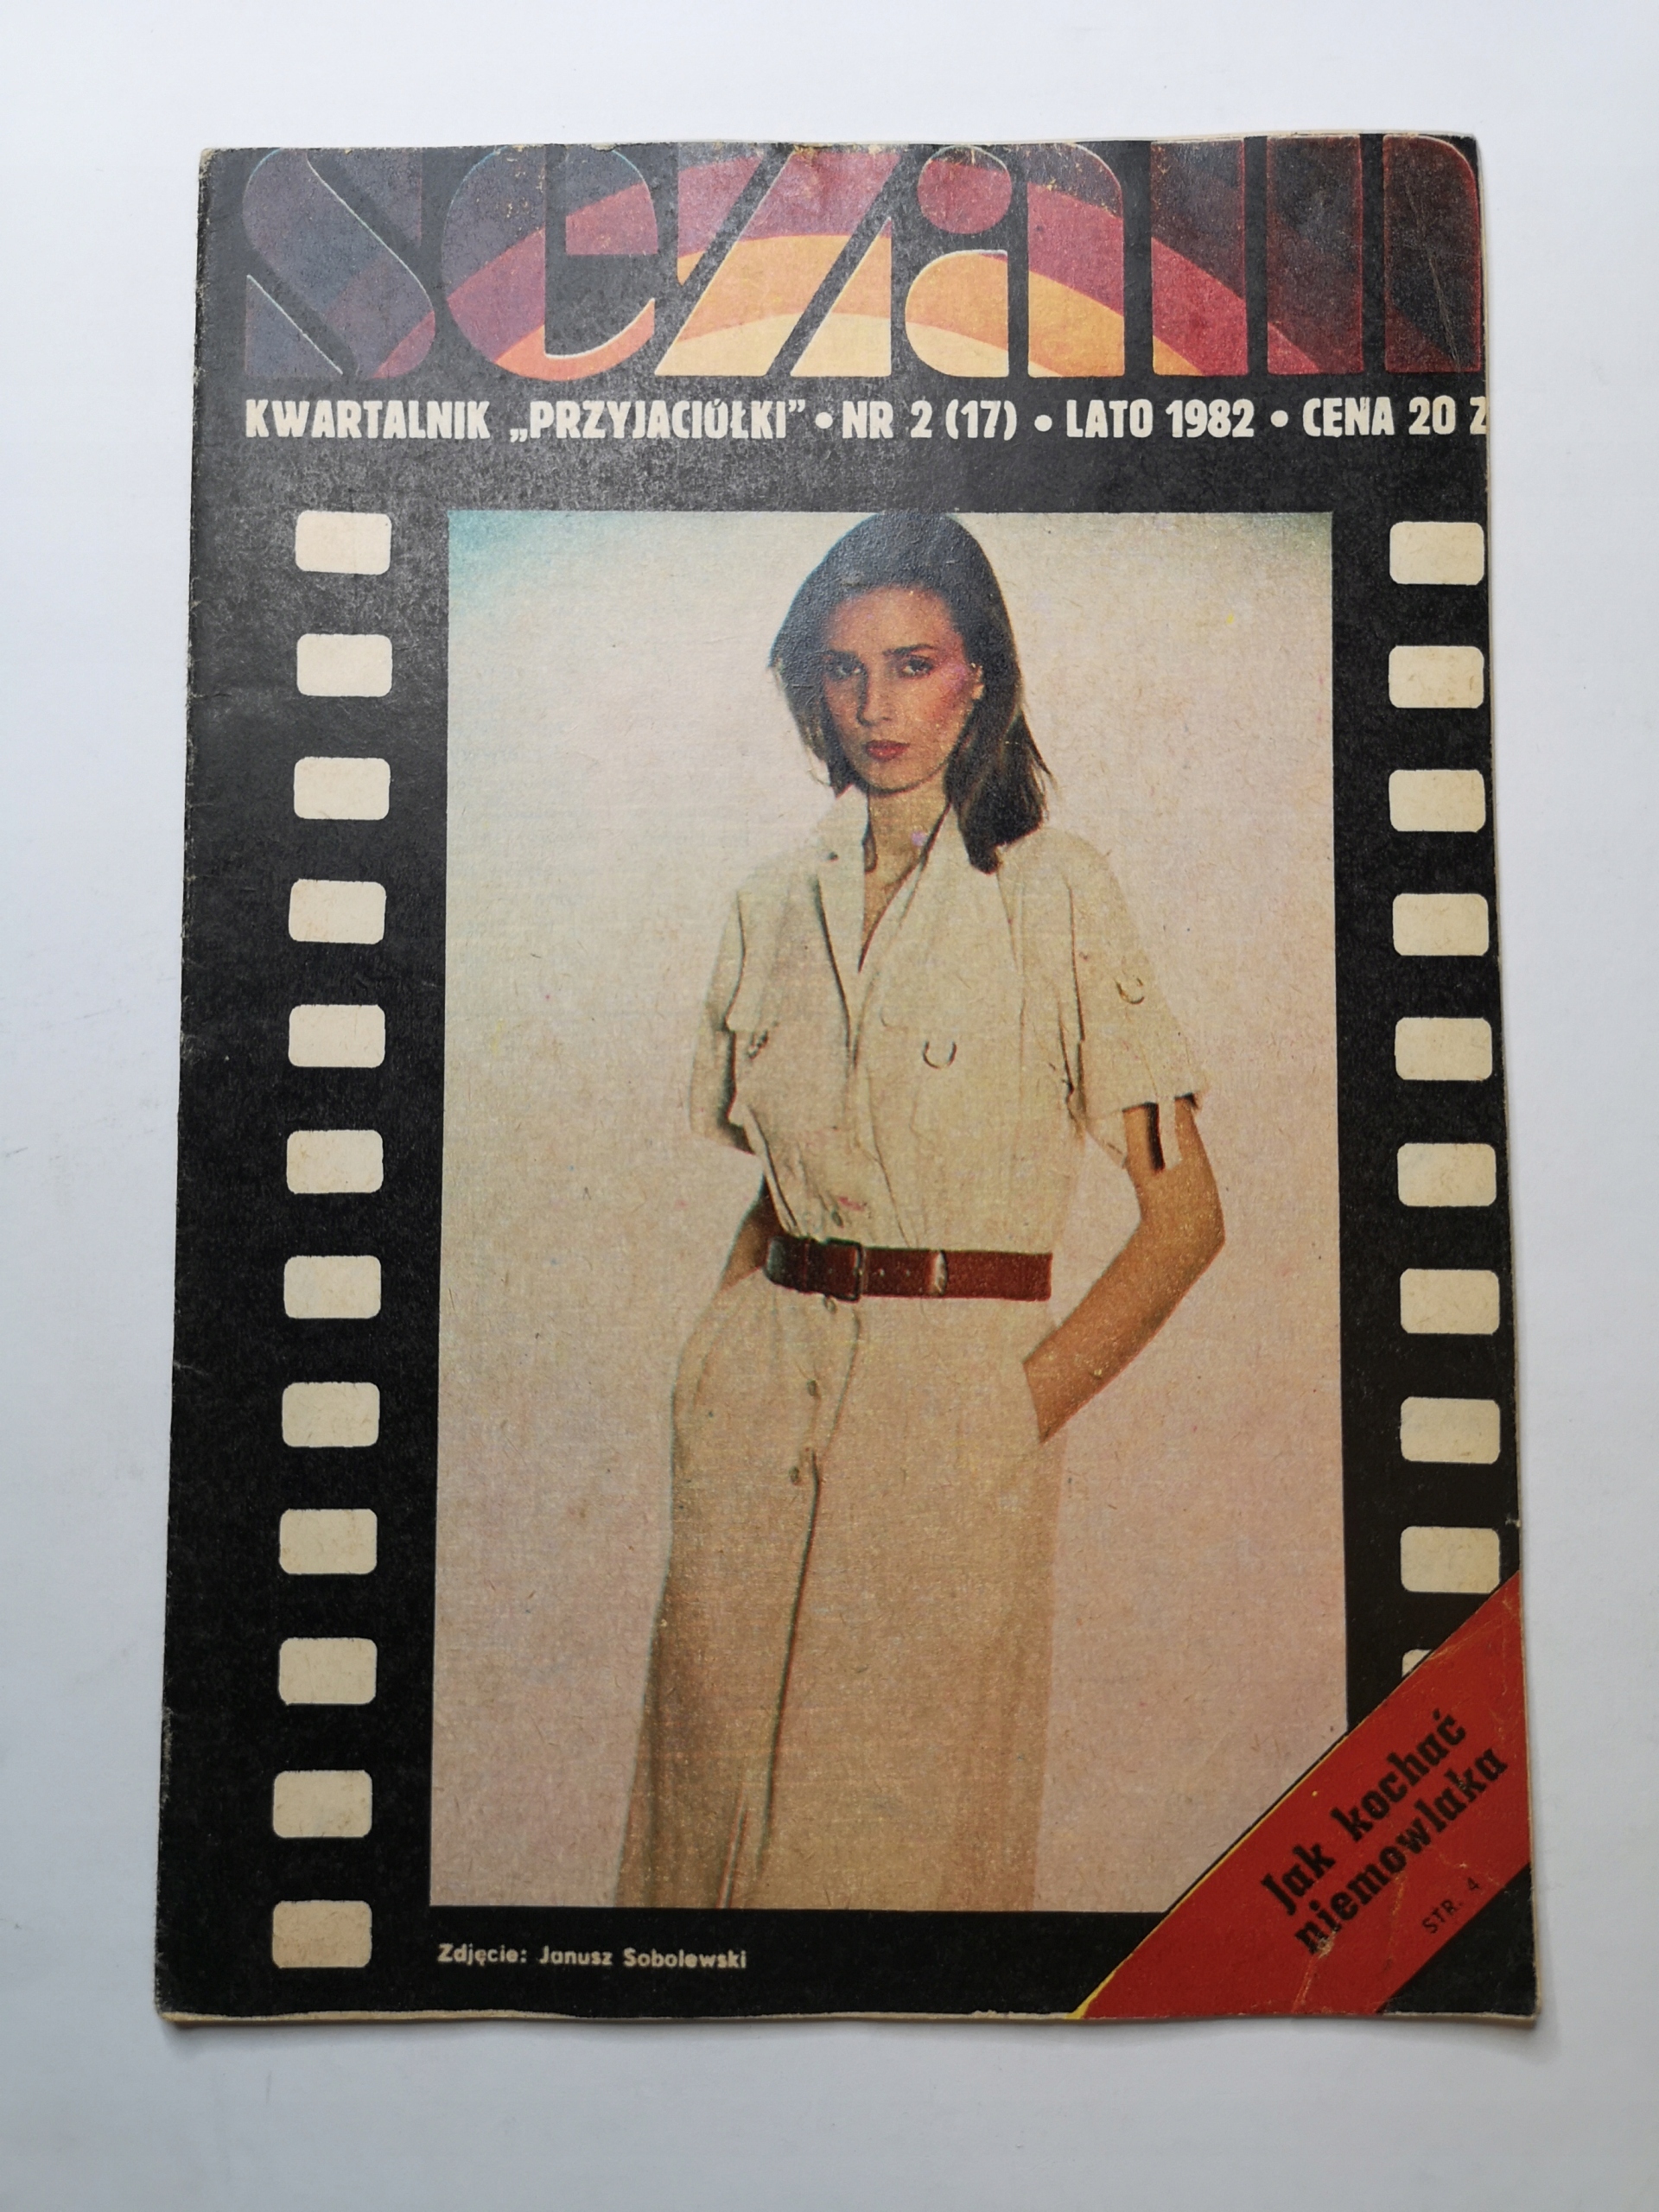 sezam
KWARTALNIK „PRZYJACIÓŁKI” • NR 2 (17) • LATO 1982 • CENA 20 Z
Zdjęcie: Janusz Sobolewski
Jak kochać
niemowlaka
STR. 4